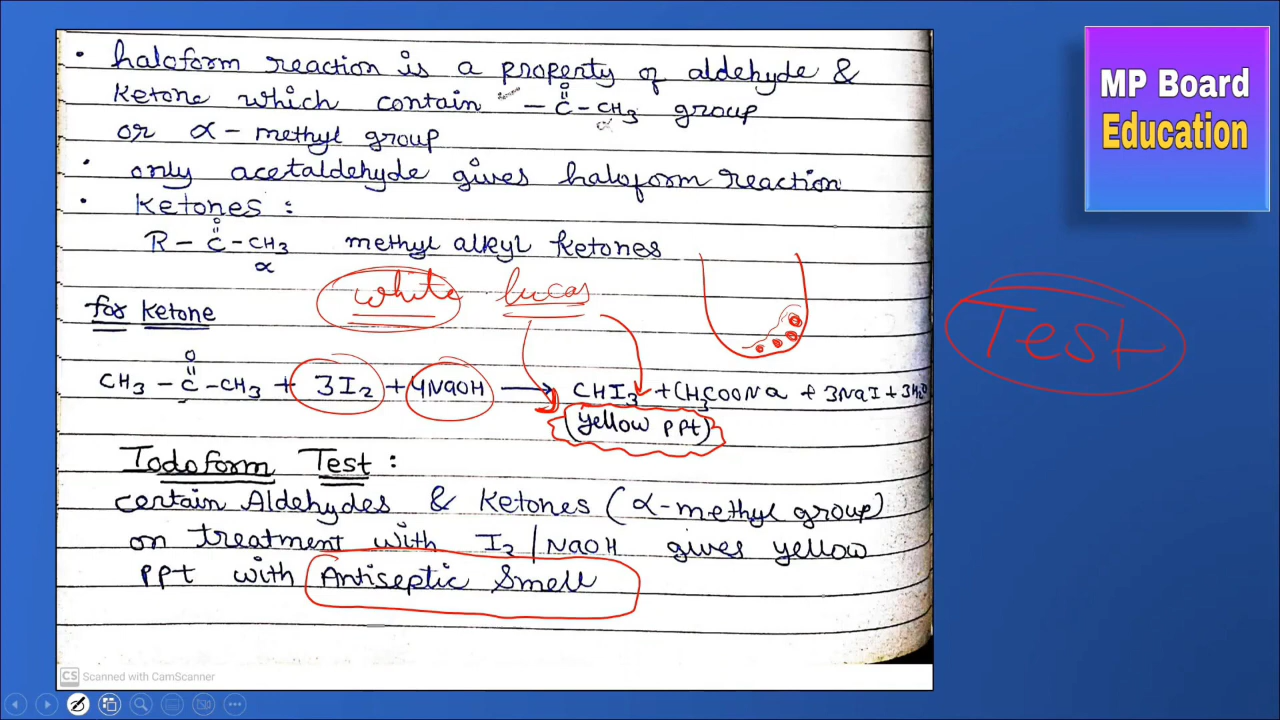 • haloform reaction is a property of aldehyde &
Ketone which contain - C - CH3 group
O
α
or α - methyl group
• only acetaldehyde gives haloform reaction
• Ketones :
O
R - C - CH3 methyl alkyl Ketones
α
white lucas
for Ketone
O
CH3 - C - CH3 + 3I2 + 4NaOH → CHI3 + CH3COONa + 3NaI + 3H2O
(yellow ppt)
Iodoform Test :
certain Aldehydes & Ketones (α-methyl group)
on treatment with I2 | NaOH gives yellow
ppt with Antiseptic Smell
CS Scanned with CamScanner
MP Board
Education
Test